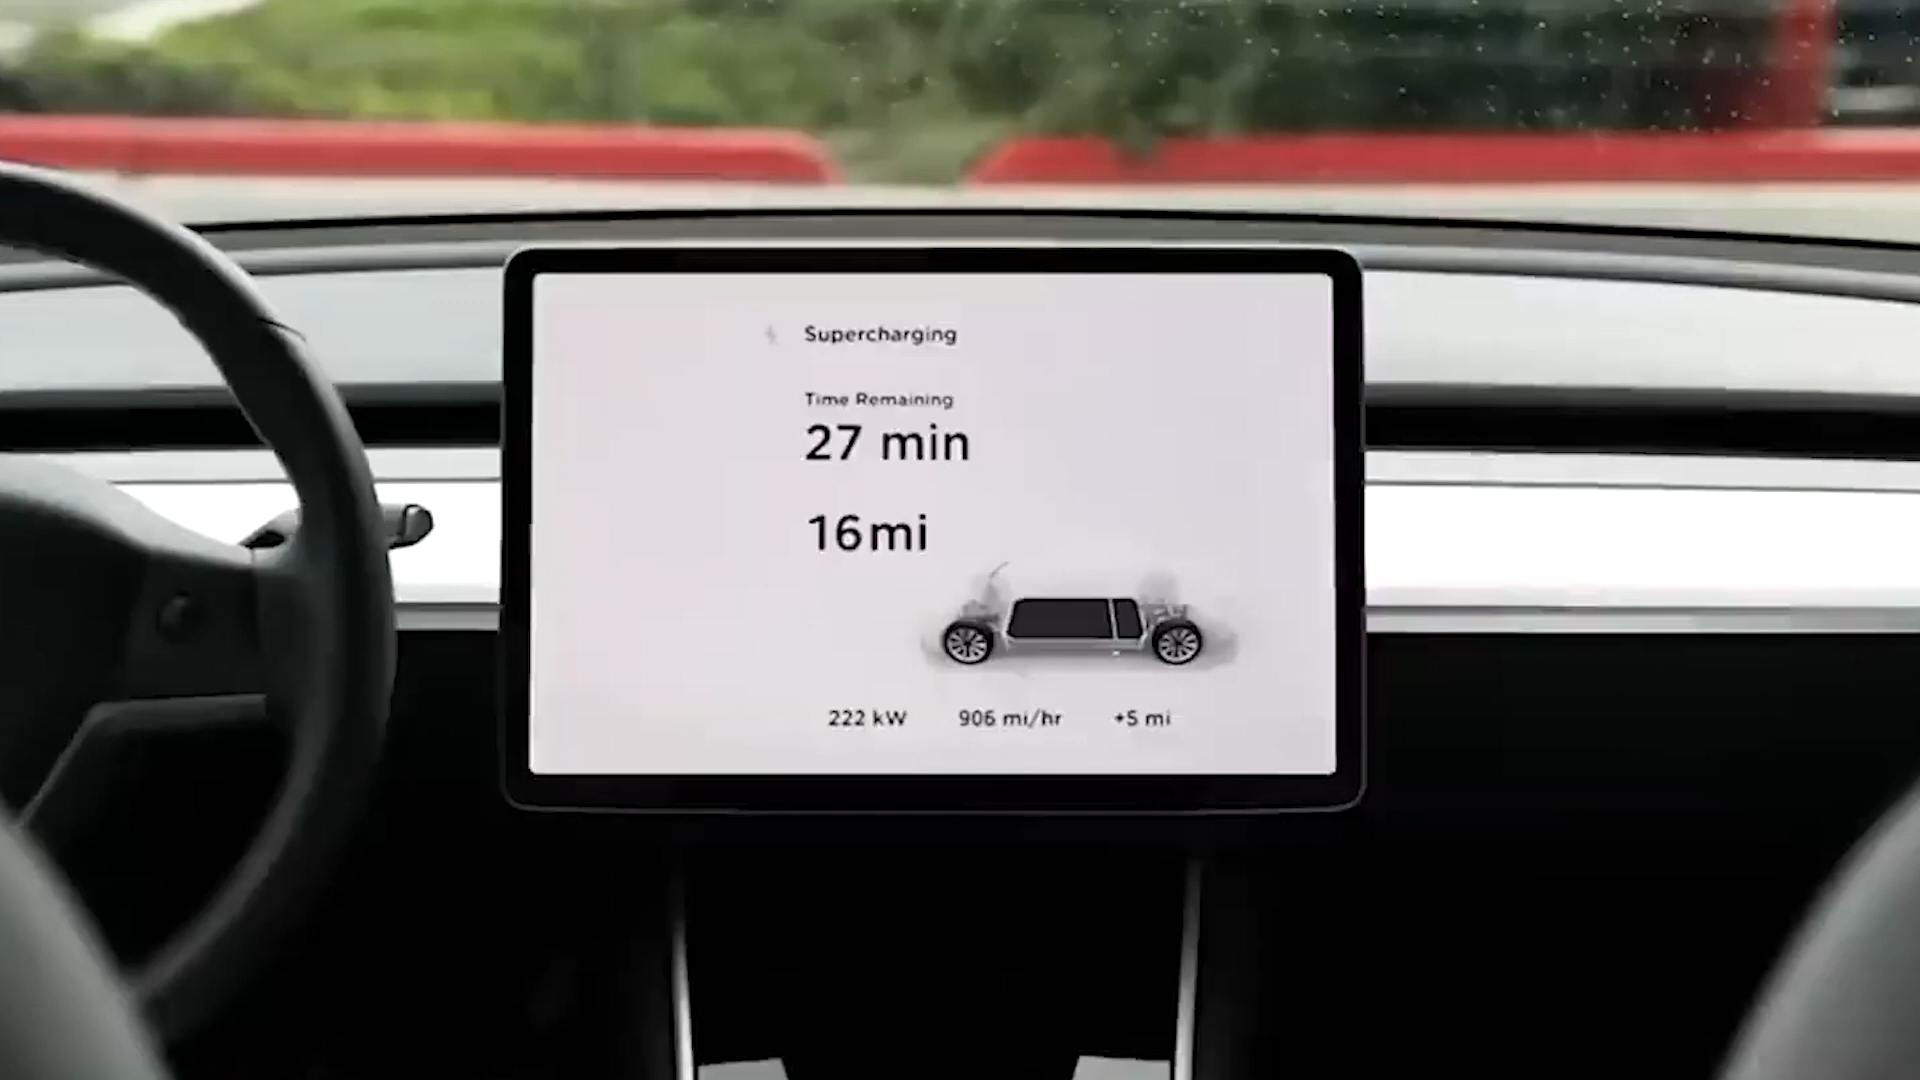 Supercharging
Time Remaining
27 min
16 mi
222 kW 906 mi/hr +5 mi